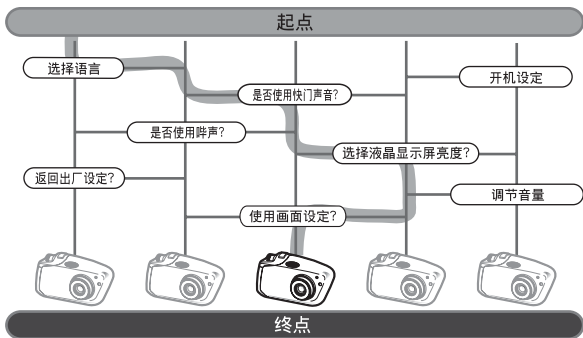 起点
选择语言
开机设定
是否使用快门声音?
是否使用哔声?
选择液晶显示屏亮度?
返回出厂设定?
调节音量
使用画面设定?
终点